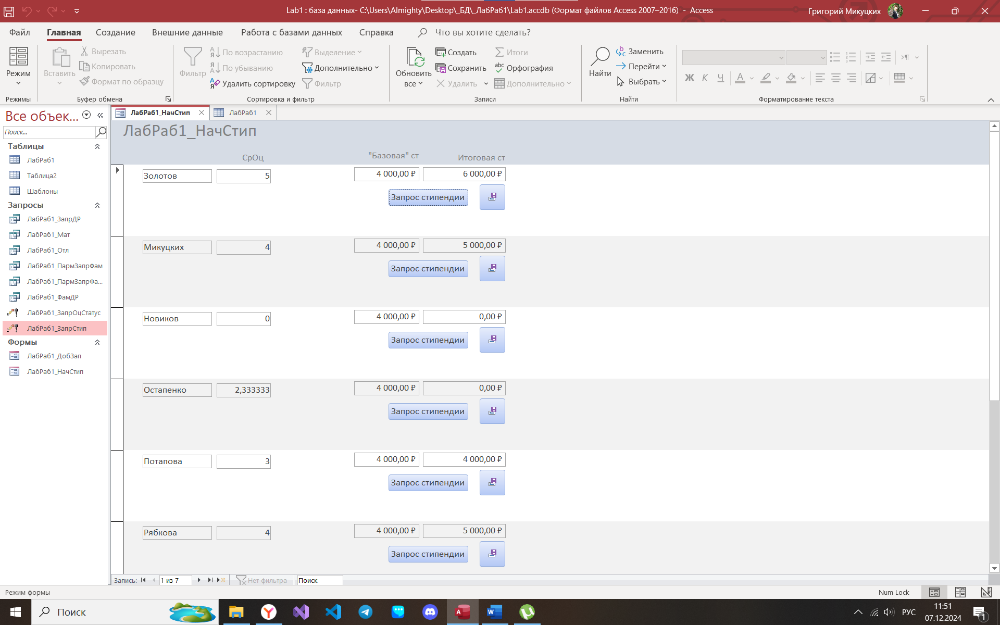 Lab1 : база данных- C:\Users\Almighty\Desktop\_БД\_ЛабРаб1\Lab1.accdb (Формат файлов Access 2007–2016) - Access
Григорий Микуцких
Файл Главная Создание Внешние данные Работа с базами данных Справка Что вы хотите сделать?
Режим
Режимы
Вставить
Вырезать
Копировать
Формат по образцу
Буфер обмена
Фильтр
По возрастанию
По убыванию
Удалить сортировку
Выделение
Дополнительно
Фильтр
Сортировка и фильтр
Обновить
все
Создать
Сохранить
Удалить
Итоги
Орфография
Дополнительно
Записи
Найти
Заменить
Перейти
Выбрать
Найти
Ж К Ч А
Форматирование текста
Все объек...
Поиск...
Таблицы
ЛабРаб1
Таблица2
Шаблоны
Запросы
ЛабРаб1_ЗапрДР
ЛабРаб1_Мат
ЛабРаб1_Отл
ЛабРаб1_ПармЗапрФам
ЛабРаб1_ПармЗапрФа...
ЛабРаб1_ФамДР
ЛабРаб1_ЗапрОцСтатус
ЛабРаб1_ЗапрСтип
Формы
ЛабРаб1_ДобЗап
ЛабРаб1_НачСтип
ЛабРаб1_НачСтип ЛабРаб1
ЛабРаб1_НачСтип
СрОц "Базовая" ст Итоговая ст
Золотов 5 4 000,00 ₽ 6 000,00 ₽
Запрос стипендии
Микуцких 4 4 000,00 ₽ 5 000,00 ₽
Запрос стипендии
Новиков 0 4 000,00 ₽ 0,00 ₽
Запрос стипендии
Остапенко 2,333333 4 000,00 ₽ 0,00 ₽
Запрос стипендии
Потапова 3 4 000,00 ₽ 4 000,00 ₽
Запрос стипендии
Рябкова 4 4 000,00 ₽ 5 000,00 ₽
Запрос стипендии
Запись: 1 из 7 Нет фильтра Поиск
Режим формы
Num Lock
Поиск
РУС
11:51
07.12.2024
1